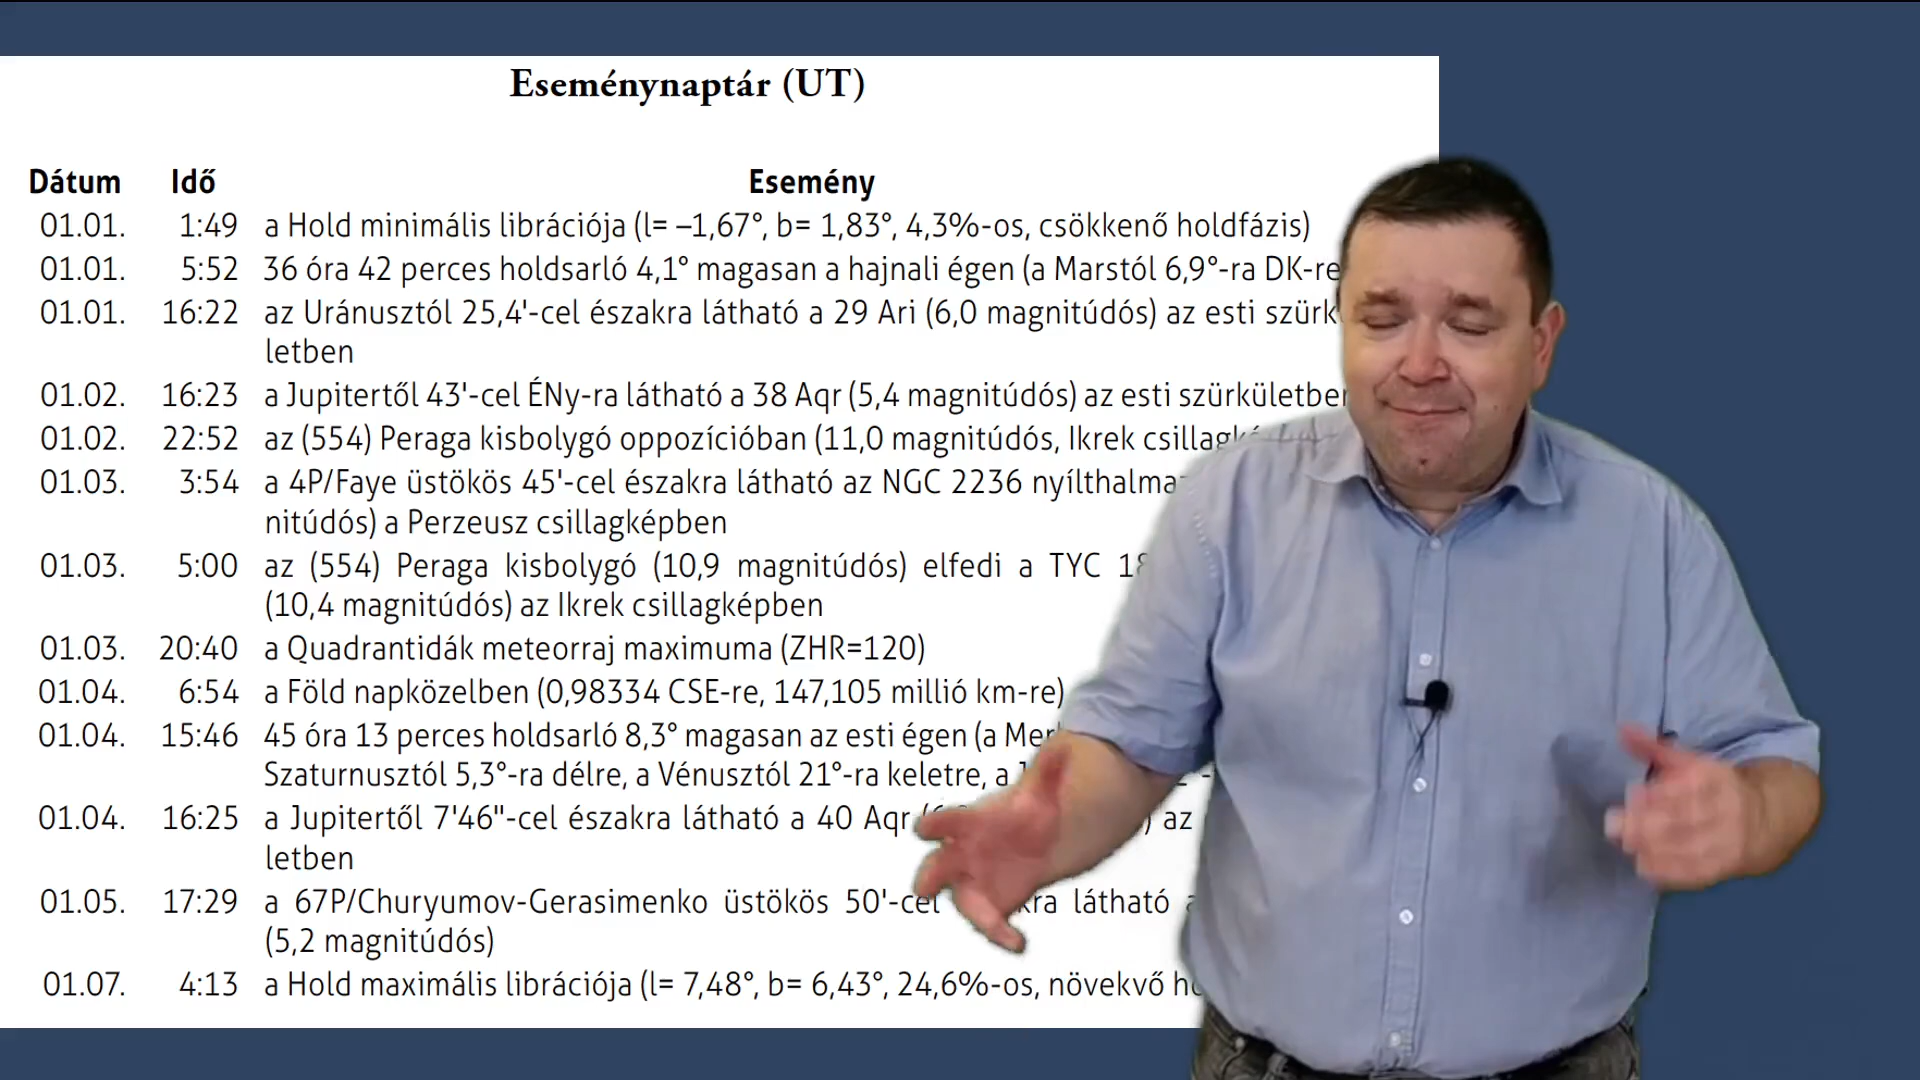 Eseménynaptár (UT)
Dátum Idő Esemény
01.01. 1:49 a Hold minimális librációja (l= –1,67°, b= 1,83°, 4,3%-os, csökkenő holdfázis)
01.01. 5:52 36 óra 42 perces holdsarló 4,1° magasan a hajnali égen (a Marstól 6,9°-ra DK-re
01.01. 16:22 az Uránusztól 25,4'-cel északra látható a 29 Ari (6,0 magnitúdós) az esti szürk
letben
01.02. 16:23 a Jupitertől 43'-cel ÉNy-ra látható a 38 Aqr (5,4 magnitúdós) az esti szürkületben
01.02. 22:52 az (554) Peraga kisbolygó oppozícióban (11,0 magnitúdós, Ikrek
01.03. 3:54 a 4P/Faye üstökös 45'-cel északra látható az NGC 2236
nitúdós) a Perzeusz csillagképben
01.03. 5:00 az (554) Peraga kisbolygó (10,9 magnitúdós) elfedi a TYC
(10,4 magnitúdós) az Ikrek csillagképben
01.03. 20:40 a Quadrantidák meteorraj maximuma (ZHR=120)
01.04. 6:54 a Föld napközelben (0,98334 CSE-re, 147,105 millió km-re)
01.04. 15:46 45 óra 13 perces holdsarló 8,3° magasan az esti égen (a
Szaturnusztól 5,3°-ra délre, a Vénusztól 21°-ra keletre, a
01.04. 16:25 a Jupitertől 7'46"-cel északra látható a 40 Aqr az
letben
01.05. 17:29 a 67P/Churyumov-Gerasimenko üstökös 50'-cel látható
(5,2 magnitúdós)
01.07. 4:13 a Hold maximális librációja (l= 7,48°, b= 6,43°, 24,6%-os, növekvő